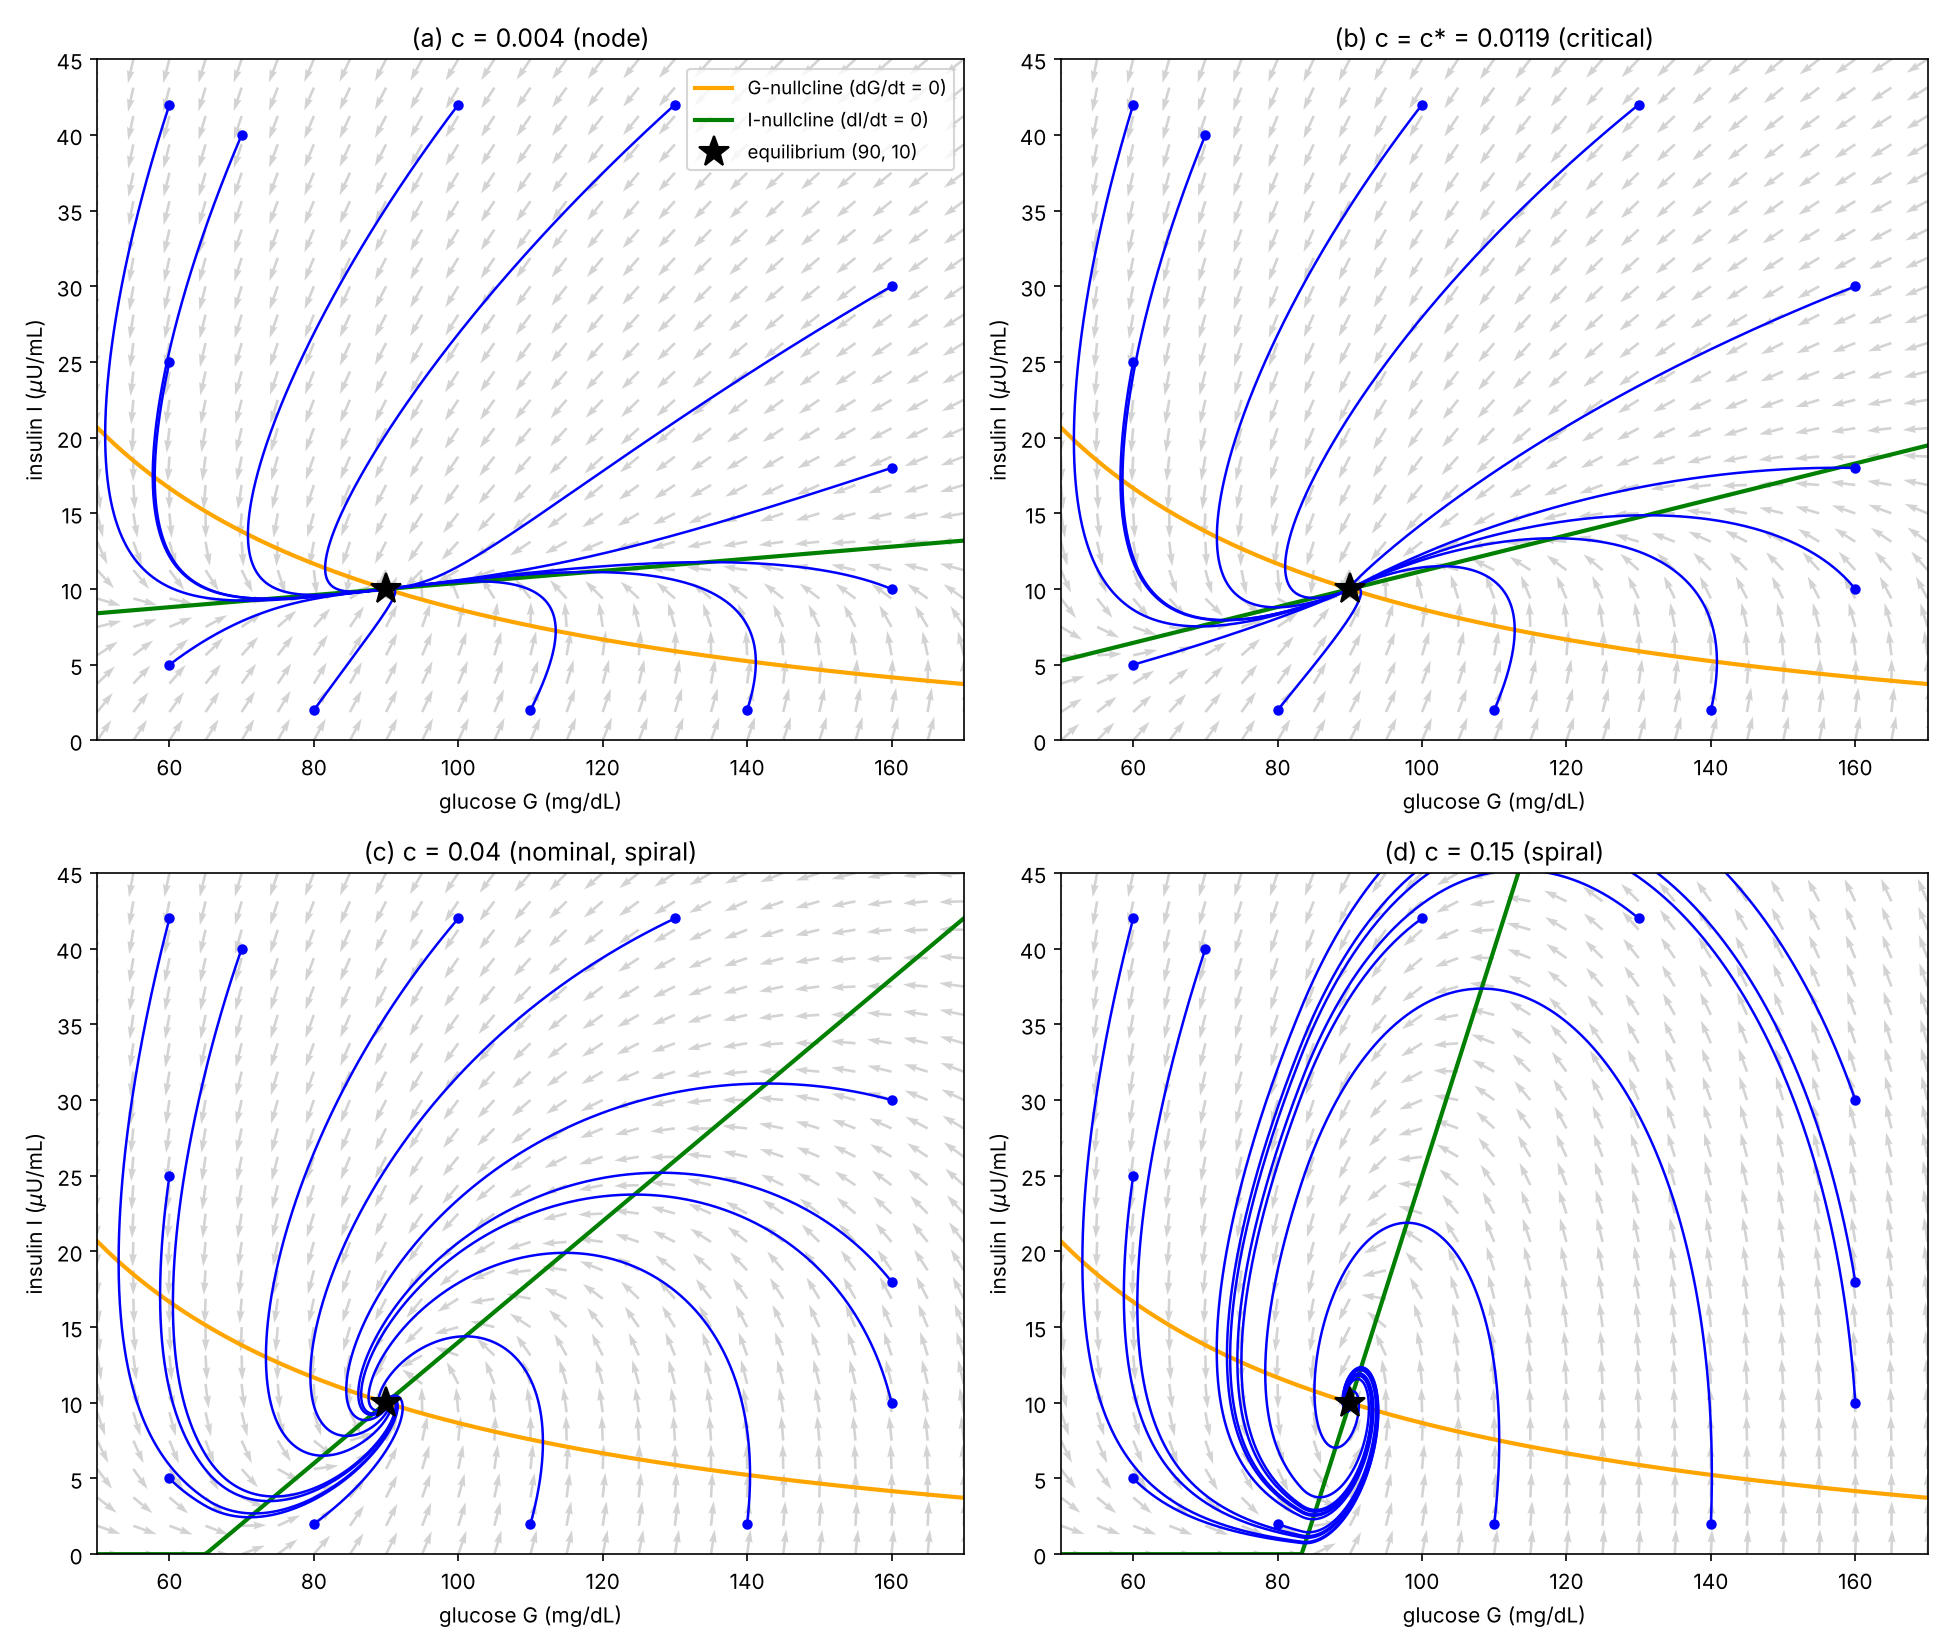 (a) c = 0.004 (node)
G-nullcline (dG/dt = 0)
I-nullcline (dI/dt = 0)
equilibrium (90, 10)
45
40
35
30
25
20
15
10
5
0
insulin I (μU/mL)
60 80 100 120 140 160
glucose G (mg/dL)
(b) c = c* = 0.0119 (critical)
45
40
35
30
25
20
15
10
5
0
insulin I (μU/mL)
60 80 100 120 140 160
glucose G (mg/dL)
(c) c = 0.04 (nominal, spiral)
45
40
35
30
25
20
15
10
5
0
insulin I (μU/mL)
60 80 100 120 140 160
glucose G (mg/dL)
(d) c = 0.15 (spiral)
45
40
35
30
25
20
15
10
5
0
insulin I (μU/mL)
60 80 100 120 140 160
glucose G (mg/dL)